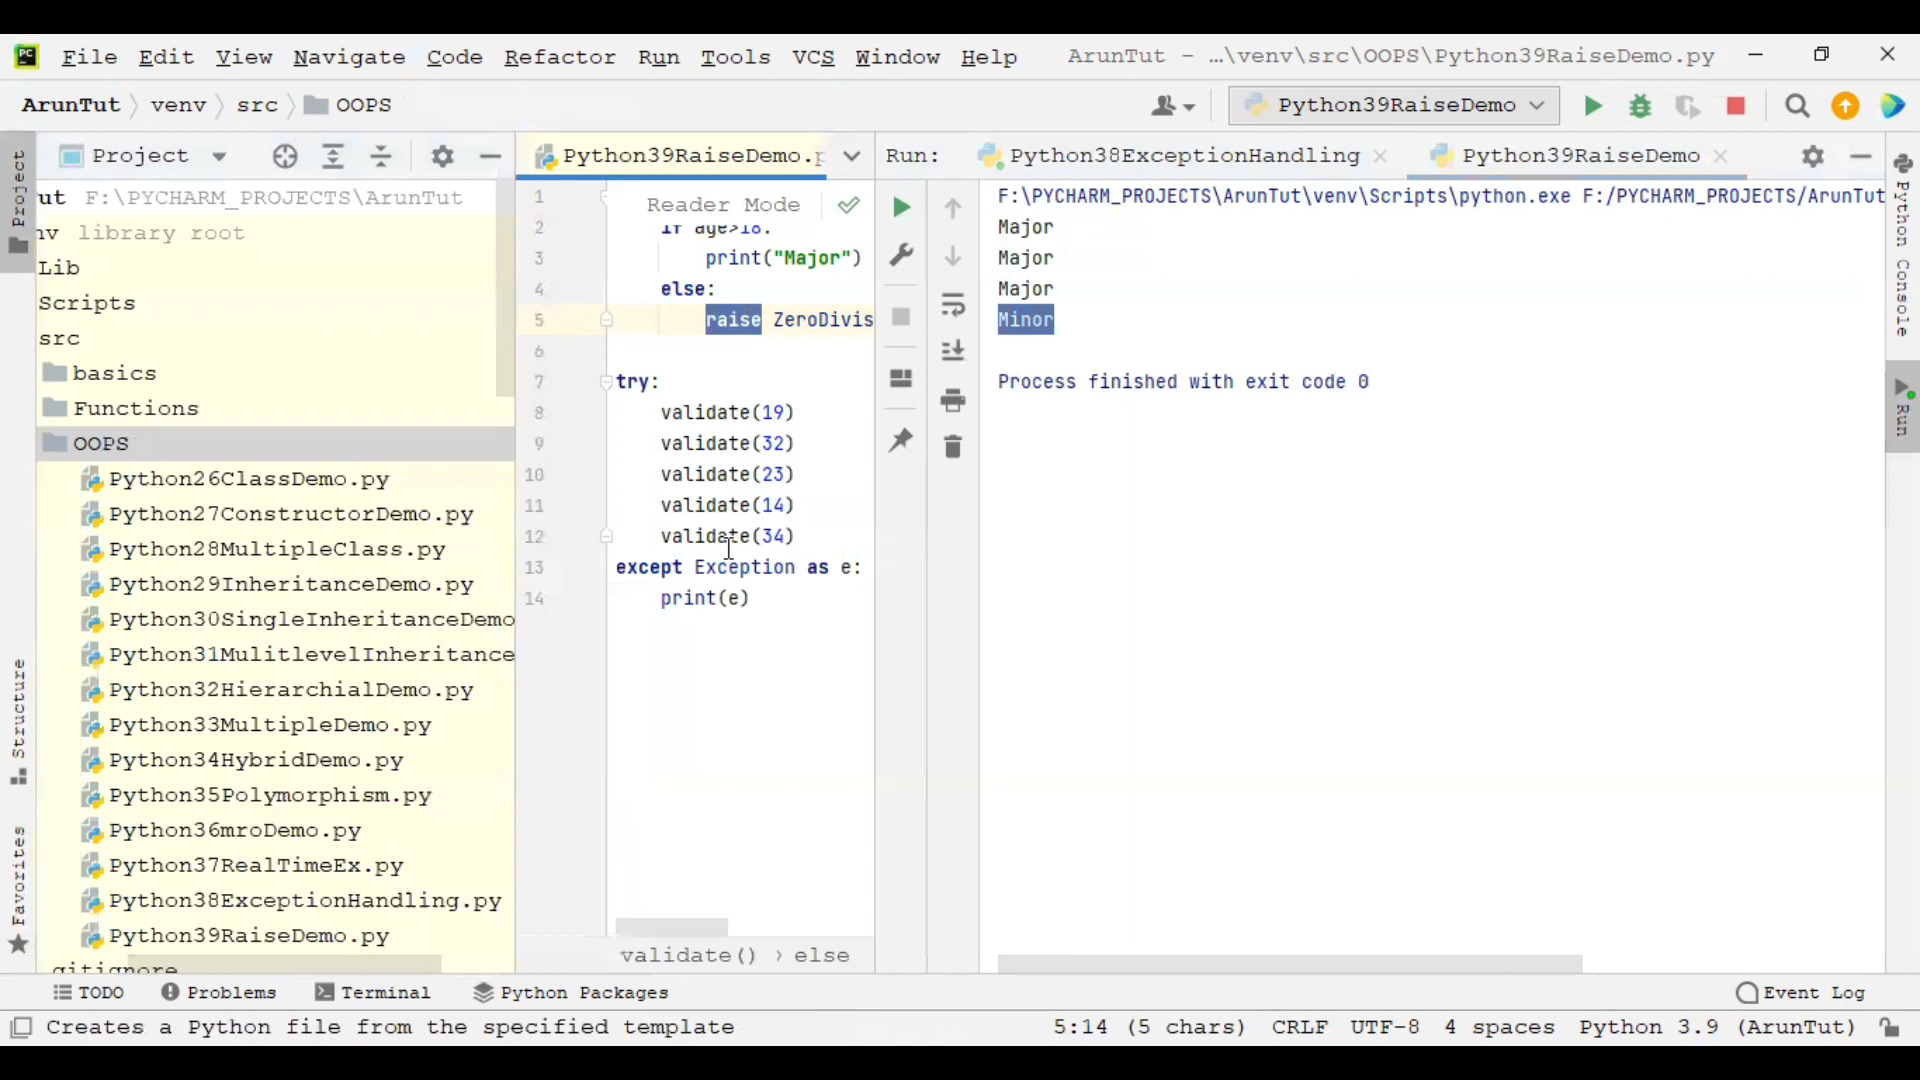 File Edit View Navigate Code Refactor Run Tools VCS Window Help ArunTut - ...\venv\src\OOPS\Python39RaiseDemo.py
ArunTut venv src OOPS Python39RaiseDemo
Project Python39RaiseDemo.p Run: Python38ExceptionHandling Python39RaiseDemo
ut F:\PYCHARM_PROJECTS\ArunTut
nv library root
Lib
Scripts
src
basics
Functions
OOPS
Python26ClassDemo.py
Python27ConstructorDemo.py
Python28MultipleClass.py
Python29InheritanceDemo.py
Python30SingleInheritanceDemo
Python31MulitlevelInheritance
Python32HierarchialDemo.py
Python33MultipleDemo.py
Python34HybridDemo.py
Python35Polymorphism.py
Python36mroDemo.py
Python37RealTimeEx.py
Python38ExceptionHandling.py
Python39RaiseDemo.py
gitignore
Reader Mode
1
2 if age>18:
3 print("Major")
4 else:
5 raise ZeroDivis
6
7 try:
8 validate(19)
9 validate(32)
10 validate(23)
11 validate(14)
12 validate(34)
13 except Exception as e:
14 print(e)
validate() › else
F:\PYCHARM_PROJECTS\ArunTut\venv\Scripts\python.exe F:/PYCHARM_PROJECTS/ArunTut
Major
Major
Major
Minor
Process finished with exit code 0
Project
Structure
Favorites
Python Console
Run
TODO Problems Terminal Python Packages Event Log
Creates a Python file from the specified template 5:14 (5 chars) CRLF UTF-8 4 spaces Python 3.9 (ArunTut)